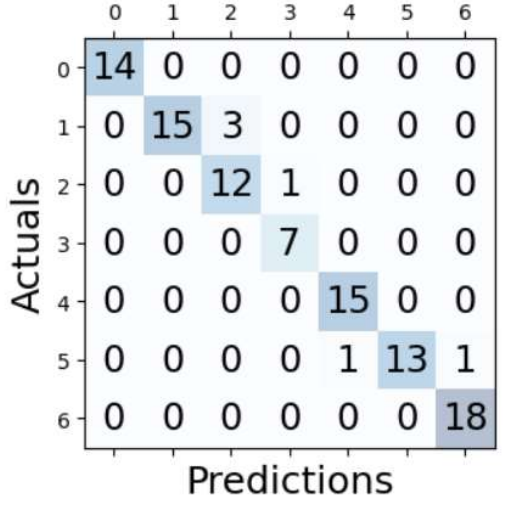 0 1 2 3 4 5 6
0 14 0 0 0 0 0 0
1 0 15 3 0 0 0 0
2 0 0 12 1 0 0 0
3 0 0 0 7 0 0 0
4 0 0 0 0 15 0 0
5 0 0 0 0 1 13 1
6 0 0 0 0 0 0 18
Actuals
Predictions